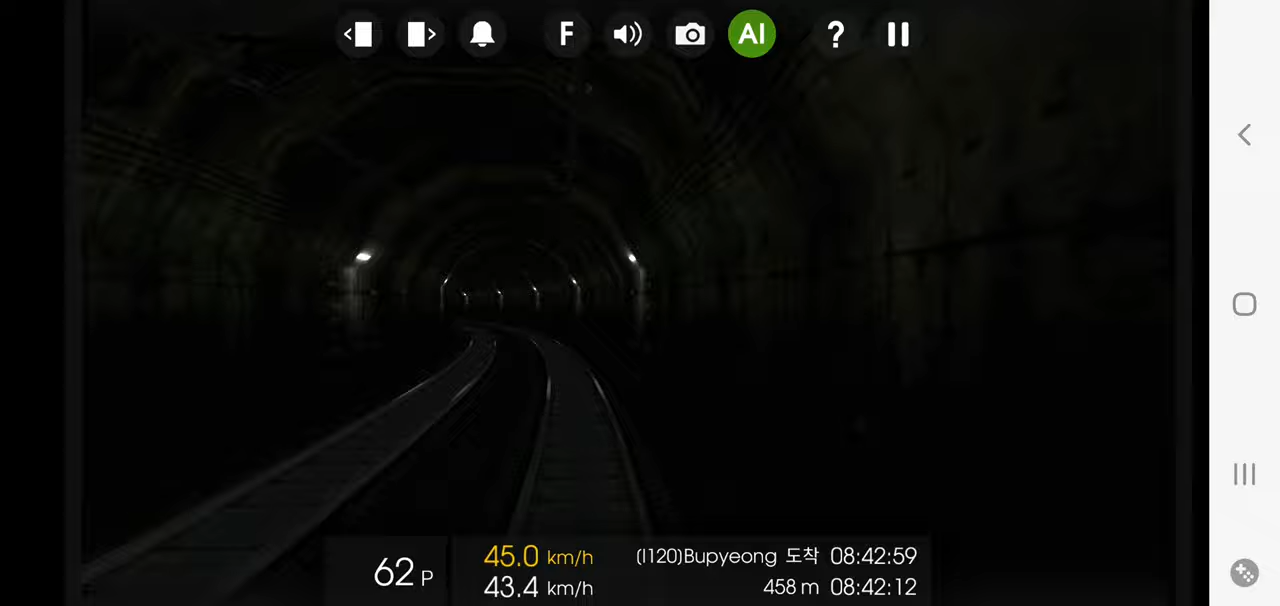 F
AI
?
62 P
45.0 km/h
43.4 km/h
(I120)Bupyeong 도착 08:42:59
458 m 08:42:12